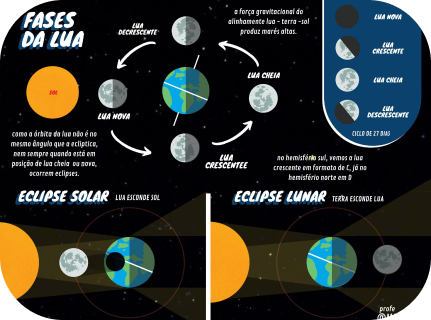 FASES
DA LUA
LUA
DECRESCENTE
a força gravitacional do
alinhamente lua - terra -sol
produz marés altas.
LUA NOVA
LUA
CRESCENTE
LUA CHEIA
LUA
DESCRESCENTE
CICLO DE 27 DIAS
SOL
LUA NOVA
LUA CHEIA
LUA
CRESCENTEE
como a órbita da lua não é no
mesmo ângulo que a ecliptica,
nem sempre quando está em
posição de lua cheia ou nova,
ocorrem eclipses.
no hemisfério sul, vemos a lua
crescente em formato de C, já no
hemisfério norte em D
ECLIPSE SOLAR LUA ESCONDE SOL
ECLIPSE LUNAR TERRA ESCONDE LUA
profe